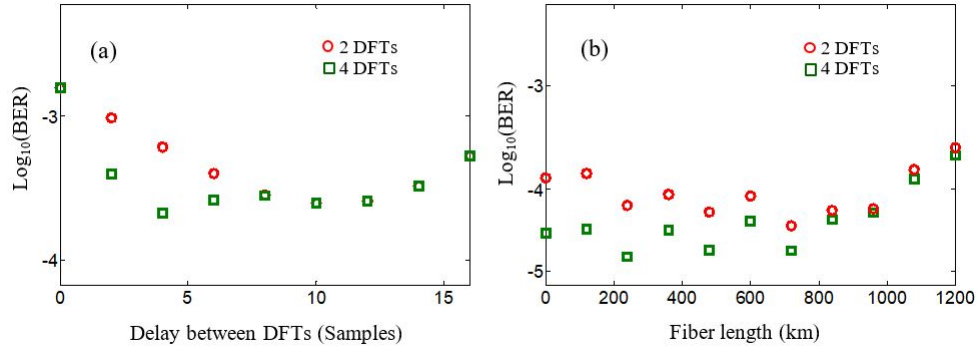 (a)
2 DFTs
4 DFTs
Log10(BER)
-3
-4
0
5
10
15
Delay between DFTs (Samples)
(b)
2 DFTs
4 DFTs
Log10(BER)
-3
-4
-5
0
200
400
600
800
1000
1200
Fiber length (km)